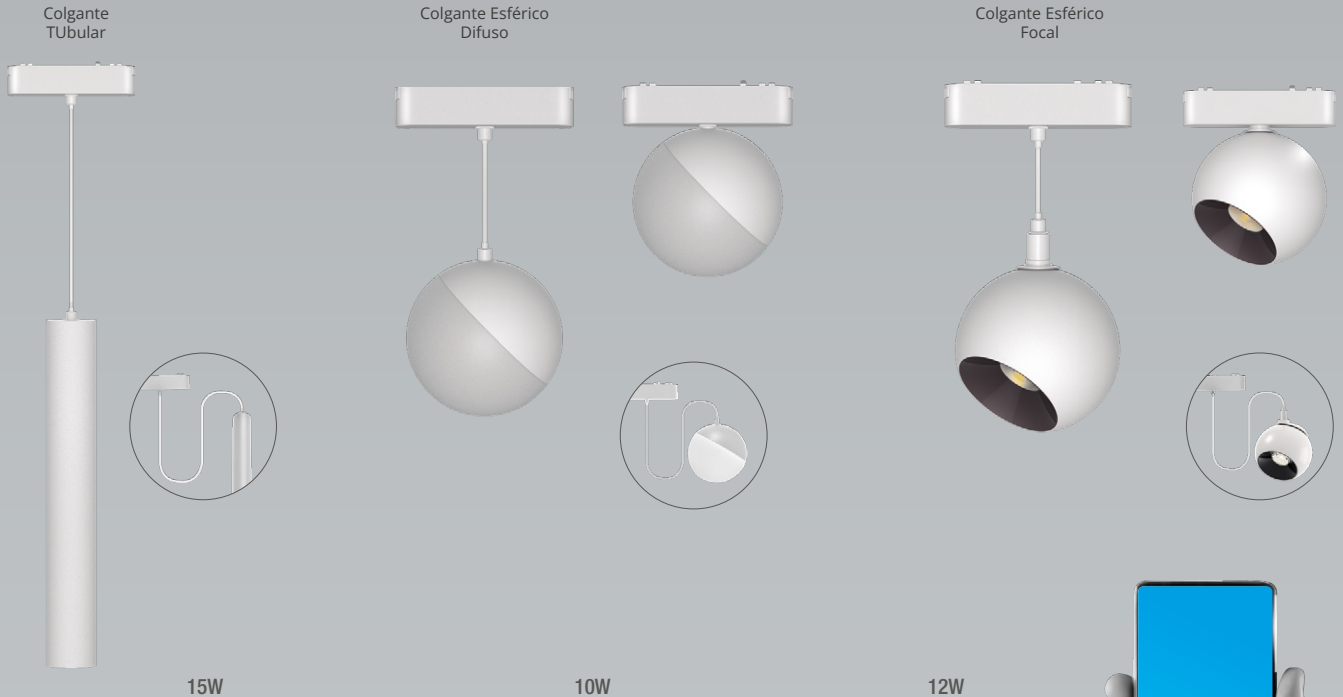 Colgante
TUbular
Colgante Esférico
Difuso
Colgante Esférico
Focal
15W
10W
12W